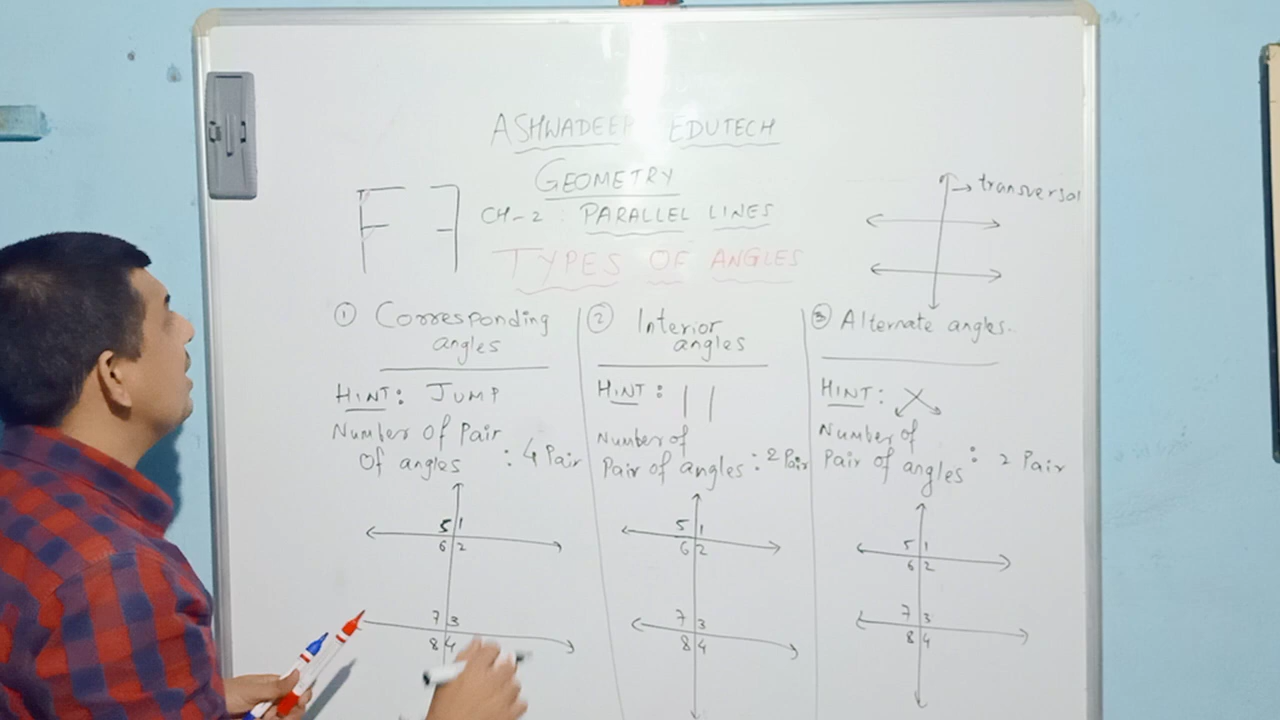 ASHWADEEP EDUTECH
GEOMETRY
CH-2 : PARALLEL LINES
TYPES OF ANGLES
F
transversal
① Corresponding
angles
HINT: JUMP
Number Of Pair
Of angles : 4 Pair
5 1
6 2
7 3
8 4
② Interior
angles
HINT: ||
Number of
Pair of angles : 2 Pair
5 1
6 2
7 3
8 4
③ Alternate angles.
HINT: X
Number of
Pair of angles : 2 Pair
5 1
6 2
7 3
8 4